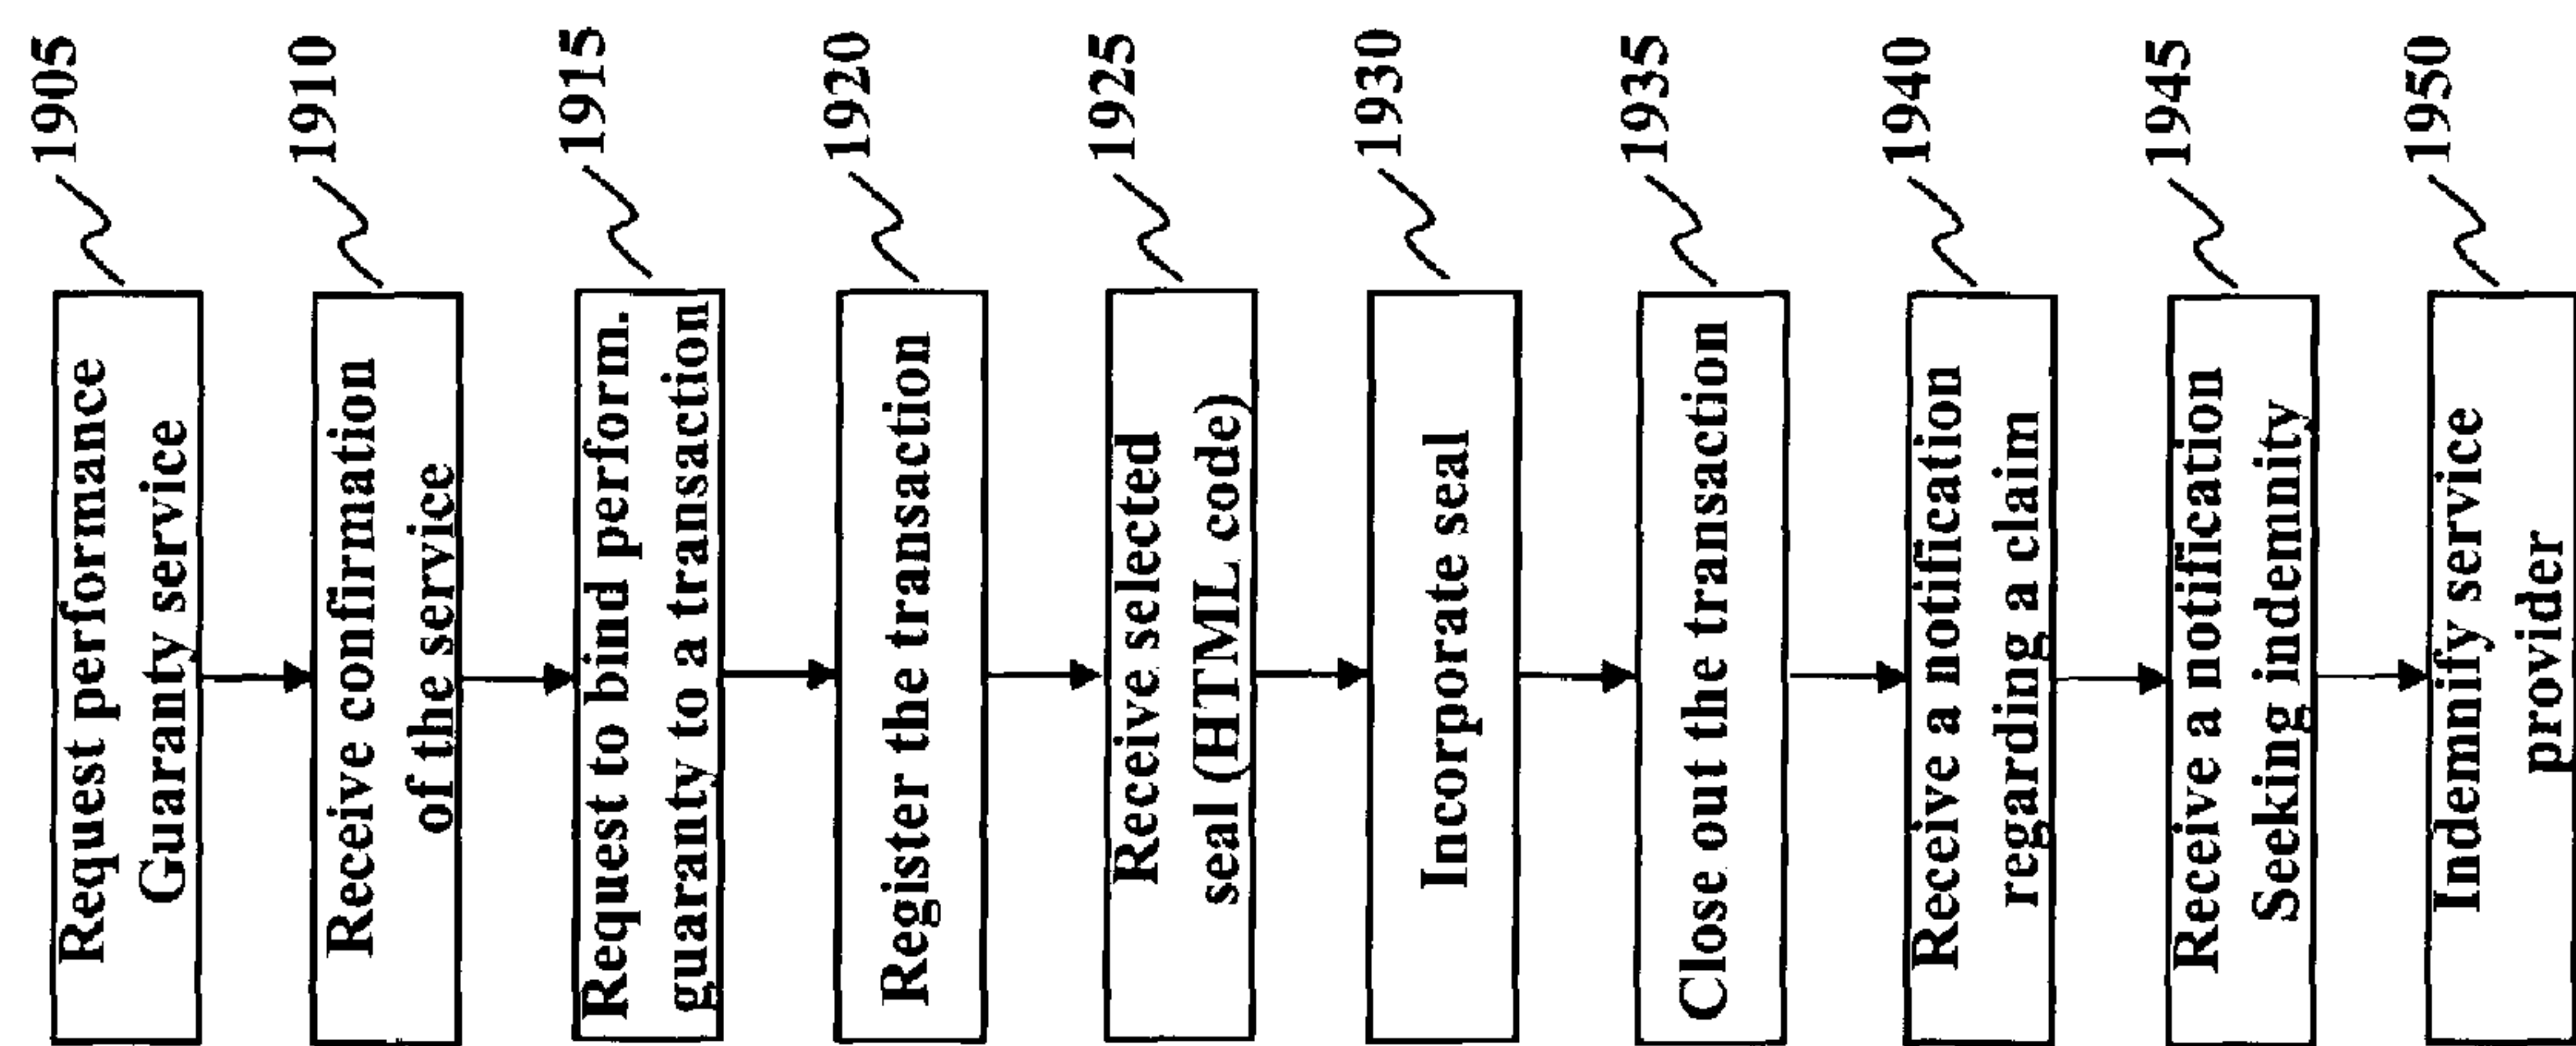 1905
Request performance
Guaranty service
1910
Receive confirmation
of the service
1915
Request to bind perform.
guaranty to a transaction
1920
Register the transaction
1925
Receive selected
seal (HTML code)
1930
Incorporate seal
1935
Close out the transaction
1940
Receive a notification
regarding a claim
1945
Receive a notification
Seeking indemnity
1950
Indemnify service
provider